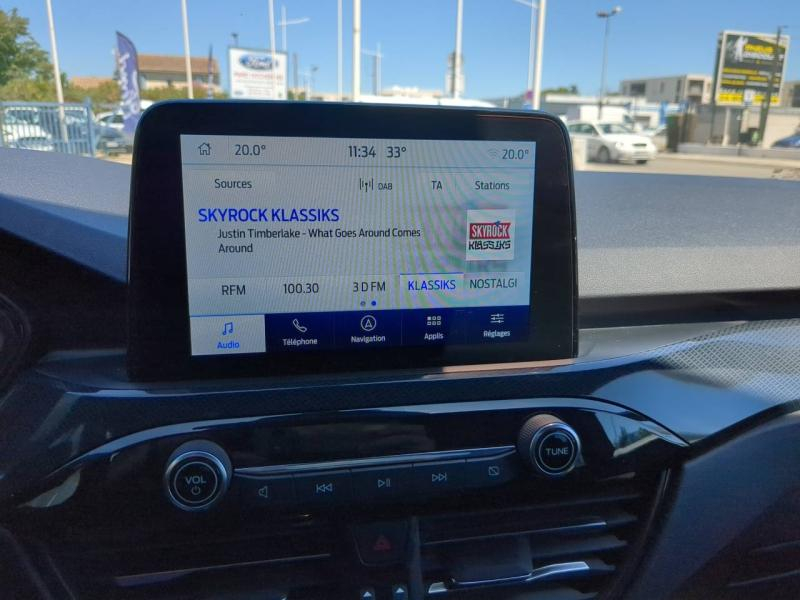 Ford
20.0°
11:34
33°
20.0°
Sources
DAB
TA
Stations
SKYROCK KLASSIKS
Justin Timberlake - What Goes Around Comes
Around
SKYROCK
KLASSIKS
RFM
100.30
3 D FM
KLASSIKS
NOSTALGI
Audio
Téléphone
Navigation
Applis
Réglages
VOL
TUNE